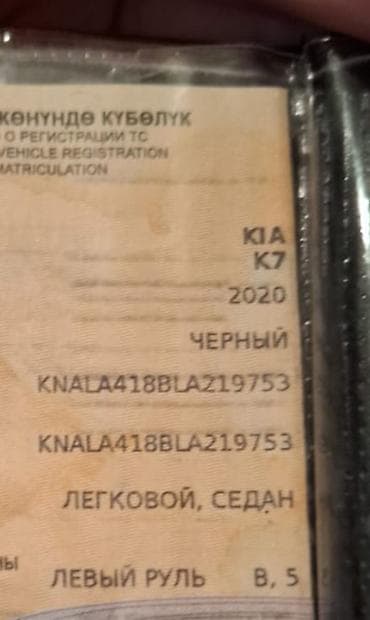 КӨНҮНДӨ КҮБӨЛҮК
О РЕГИСТРАЦИИ ТС
VEHICLE REGISTRATION
MATRICULATION
KIA
K7
2020
ЧЕРНЫЙ
KNALA418BLA219753
KNALA418BLA219753
ЛЕГКОВОЙ, СЕДАН
ЛЕВЫЙ РУЛЬ B, 5